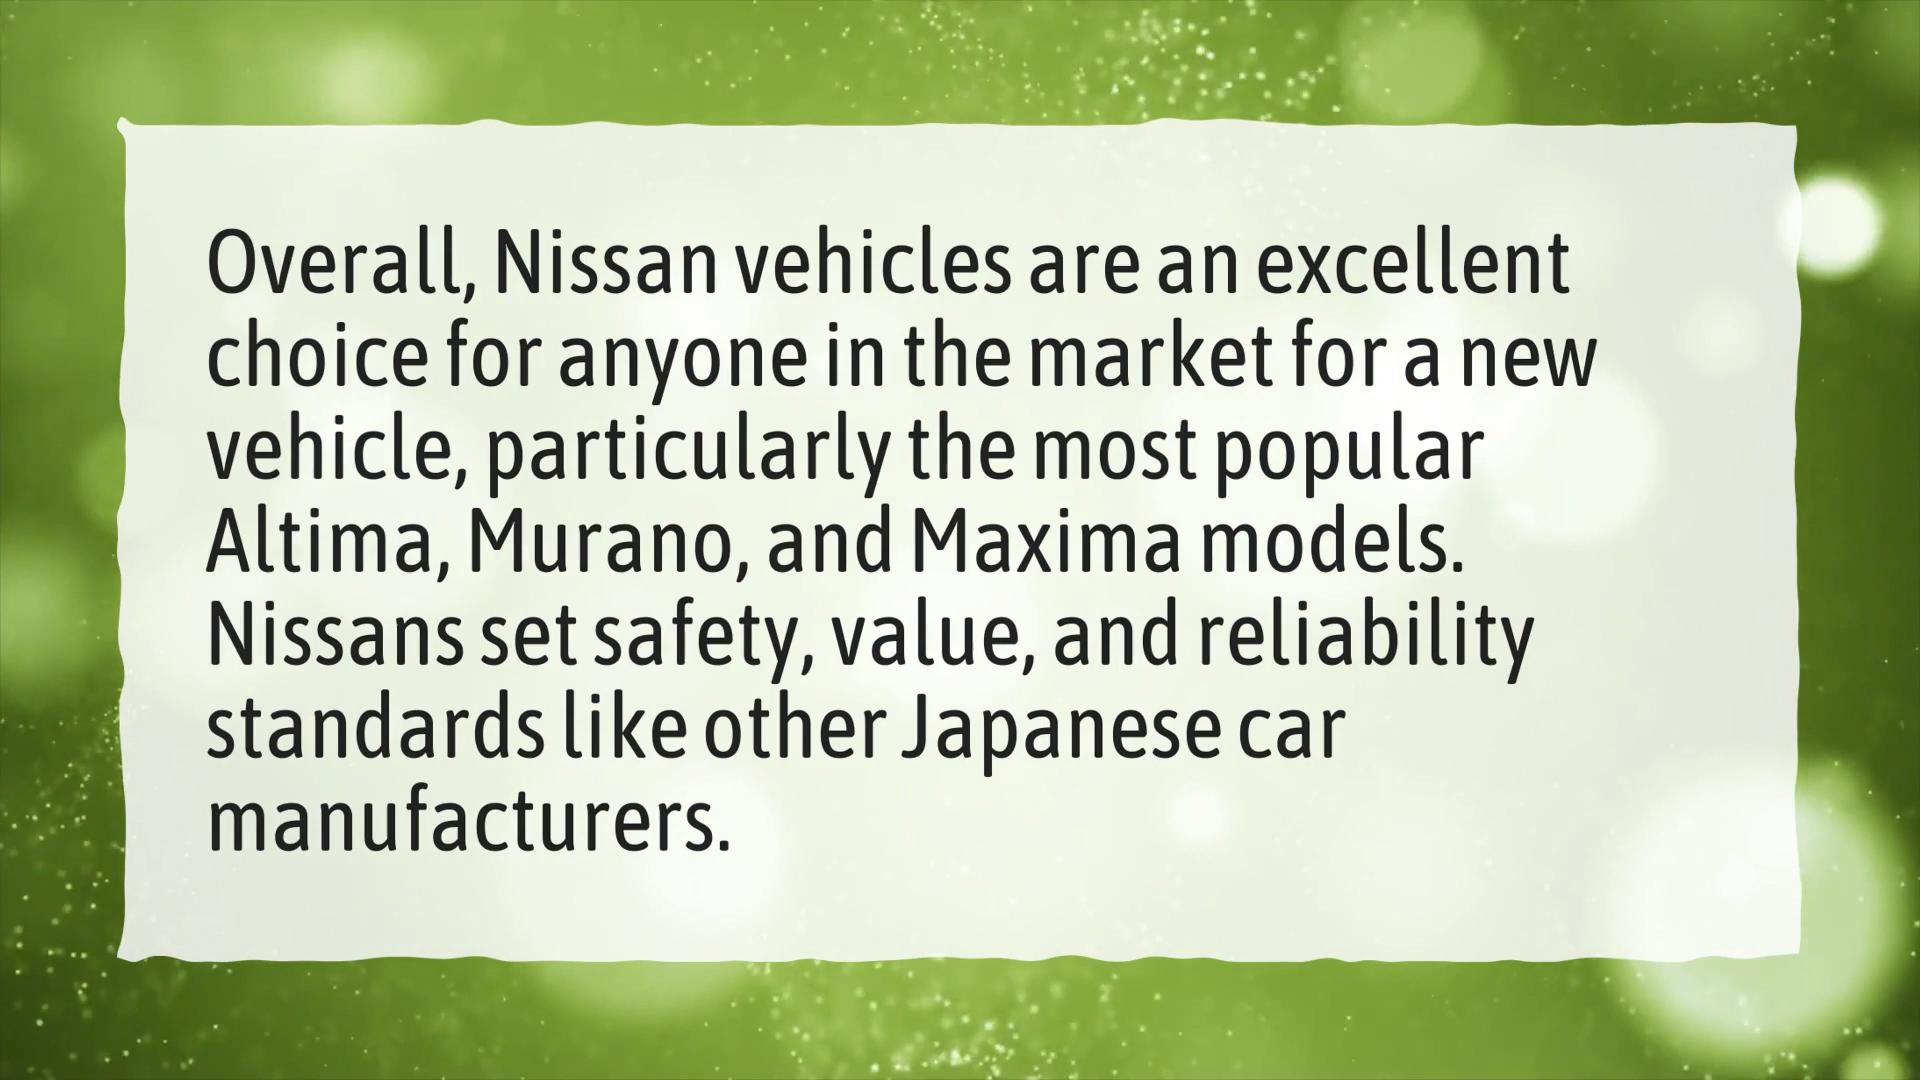 Overall, Nissan vehicles are an excellent
choice for anyone in the market for a new
vehicle, particularly the most popular
Altima, Murano, and Maxima models.
Nissans set safety, value, and reliability
standards like other Japanese car
manufacturers.